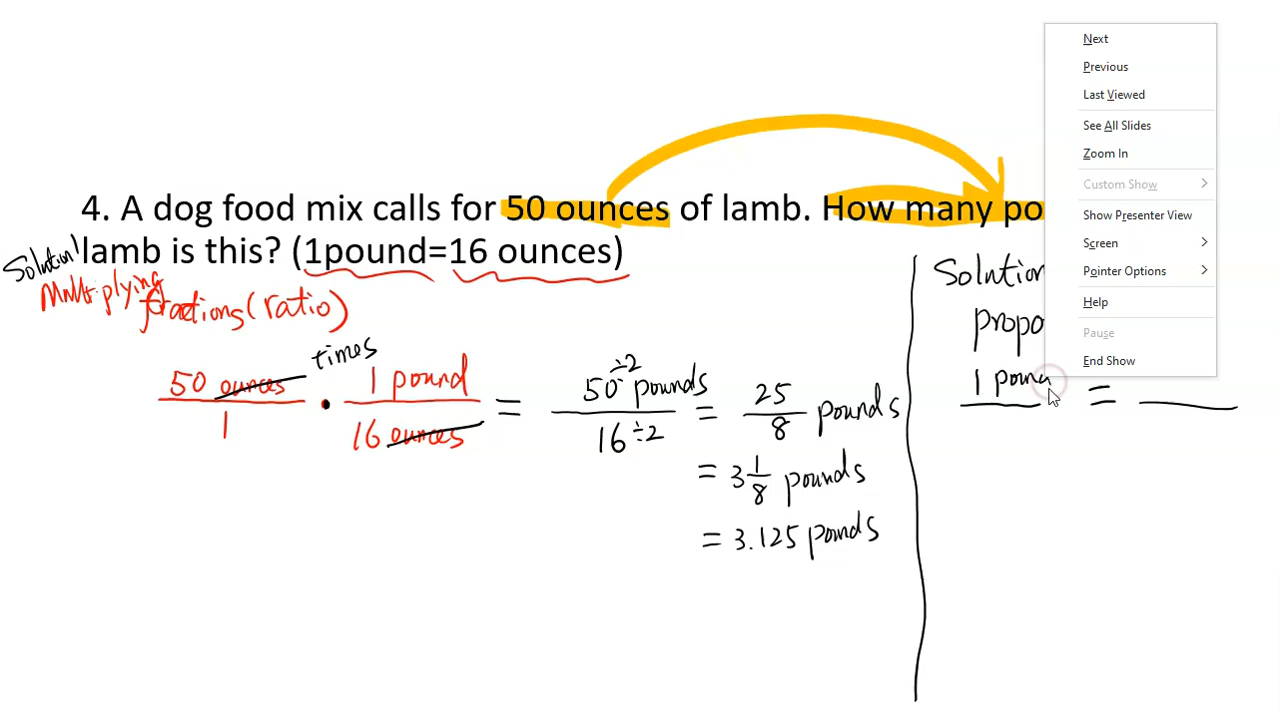 4. A dog food mix calls for 50 ounces of lamb. How many po
lamb is this? (1pound=16 ounces)
Solution 1
Multiplying
fractions (ratio)
50 ounces / 1 times • 1 pound / 16 ounces = 50 ÷2 pounds / 16 ÷2 = 25 / 8 pounds
= 3 1/8 pounds
= 3.125 pounds
Solution
propo
1 pound =
Next
Previous
Last Viewed
See All Slides
Zoom In
Custom Show
Show Presenter View
Screen
Pointer Options
Help
Pause
End Show